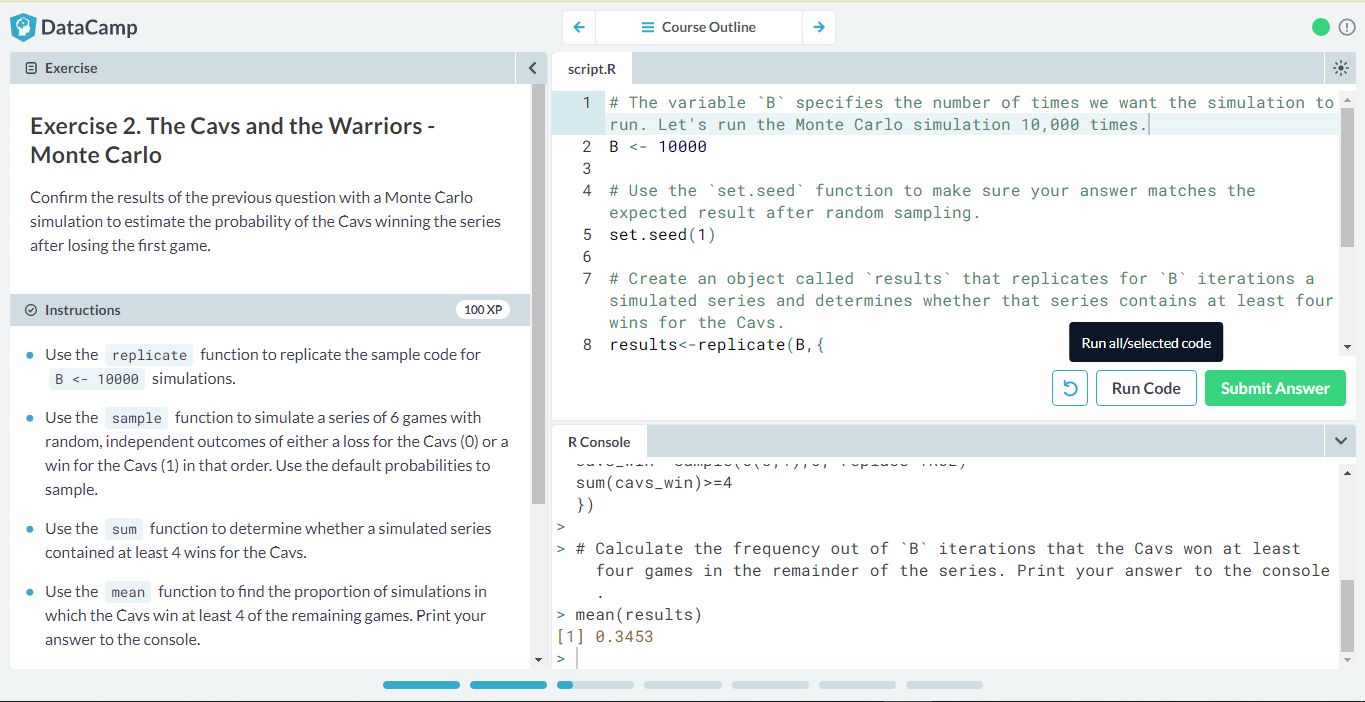 DataCamp
Course Outline
Exercise
Exercise 2. The Cavs and the Warriors -
Monte Carlo
Confirm the results of the previous question with a Monte Carlo
simulation to estimate the probability of the Cavs winning the series
after losing the first game.
Instructions
100 XP
Use the replicate function to replicate the sample code for
B <- 10000 simulations.
Use the sample function to simulate a series of 6 games with
random, independent outcomes of either a loss for the Cavs (0) or a
win for the Cavs (1) in that order. Use the default probabilities to
sample.
Use the sum function to determine whether a simulated series
contained at least 4 wins for the Cavs.
Use the mean function to find the proportion of simulations in
which the Cavs win at least 4 of the remaining games. Print your
answer to the console.
script.R
1 # The variable `B` specifies the number of times we want the simulation to
run. Let's run the Monte Carlo simulation 10,000 times.
2 B <- 10000
3
4 # Use the `set.seed` function to make sure your answer matches the
expected result after random sampling.
5 set.seed(1)
6
7 # Create an object called `results` that replicates for `B` iterations a
simulated series and determines whether that series contains at least four
wins for the Cavs.
8 results<-replicate(B,{
Run all/selected code
Run Code
Submit Answer
R Console
sum(cavs_win)>=4
})
>
> # Calculate the frequency out of `B` iterations that the Cavs won at least
four games in the remainder of the series. Print your answer to the console
.
> mean(results)
[1] 0.3453
>